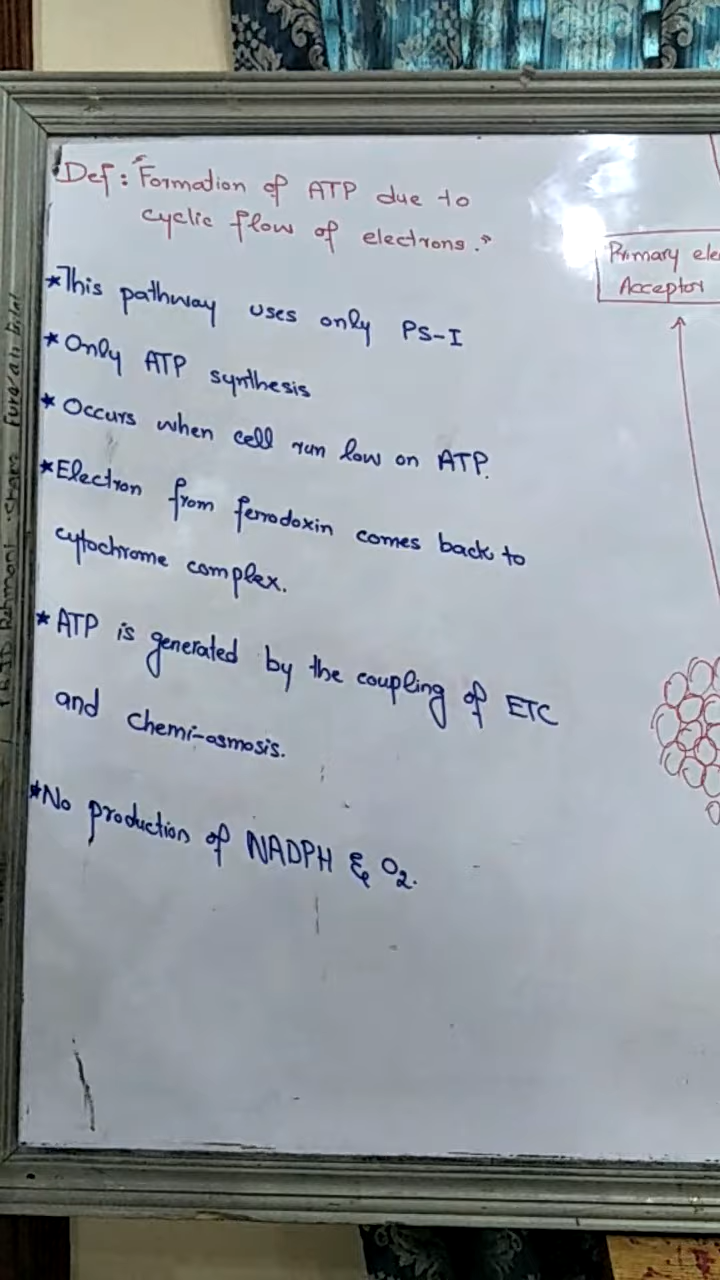 Def: "Formation of ATP due to
cyclic flow of electrons."
*This pathway uses only PS-I
*Only ATP synthesis
*Occurs when cell run low on ATP.
*Electron from ferrodoxin comes back to
cytochrome complex.
*ATP is generated by the coupling of ETC
and chemi-osmosis.
*No production of NADPH & O₂.
Primary ele
Acceptor